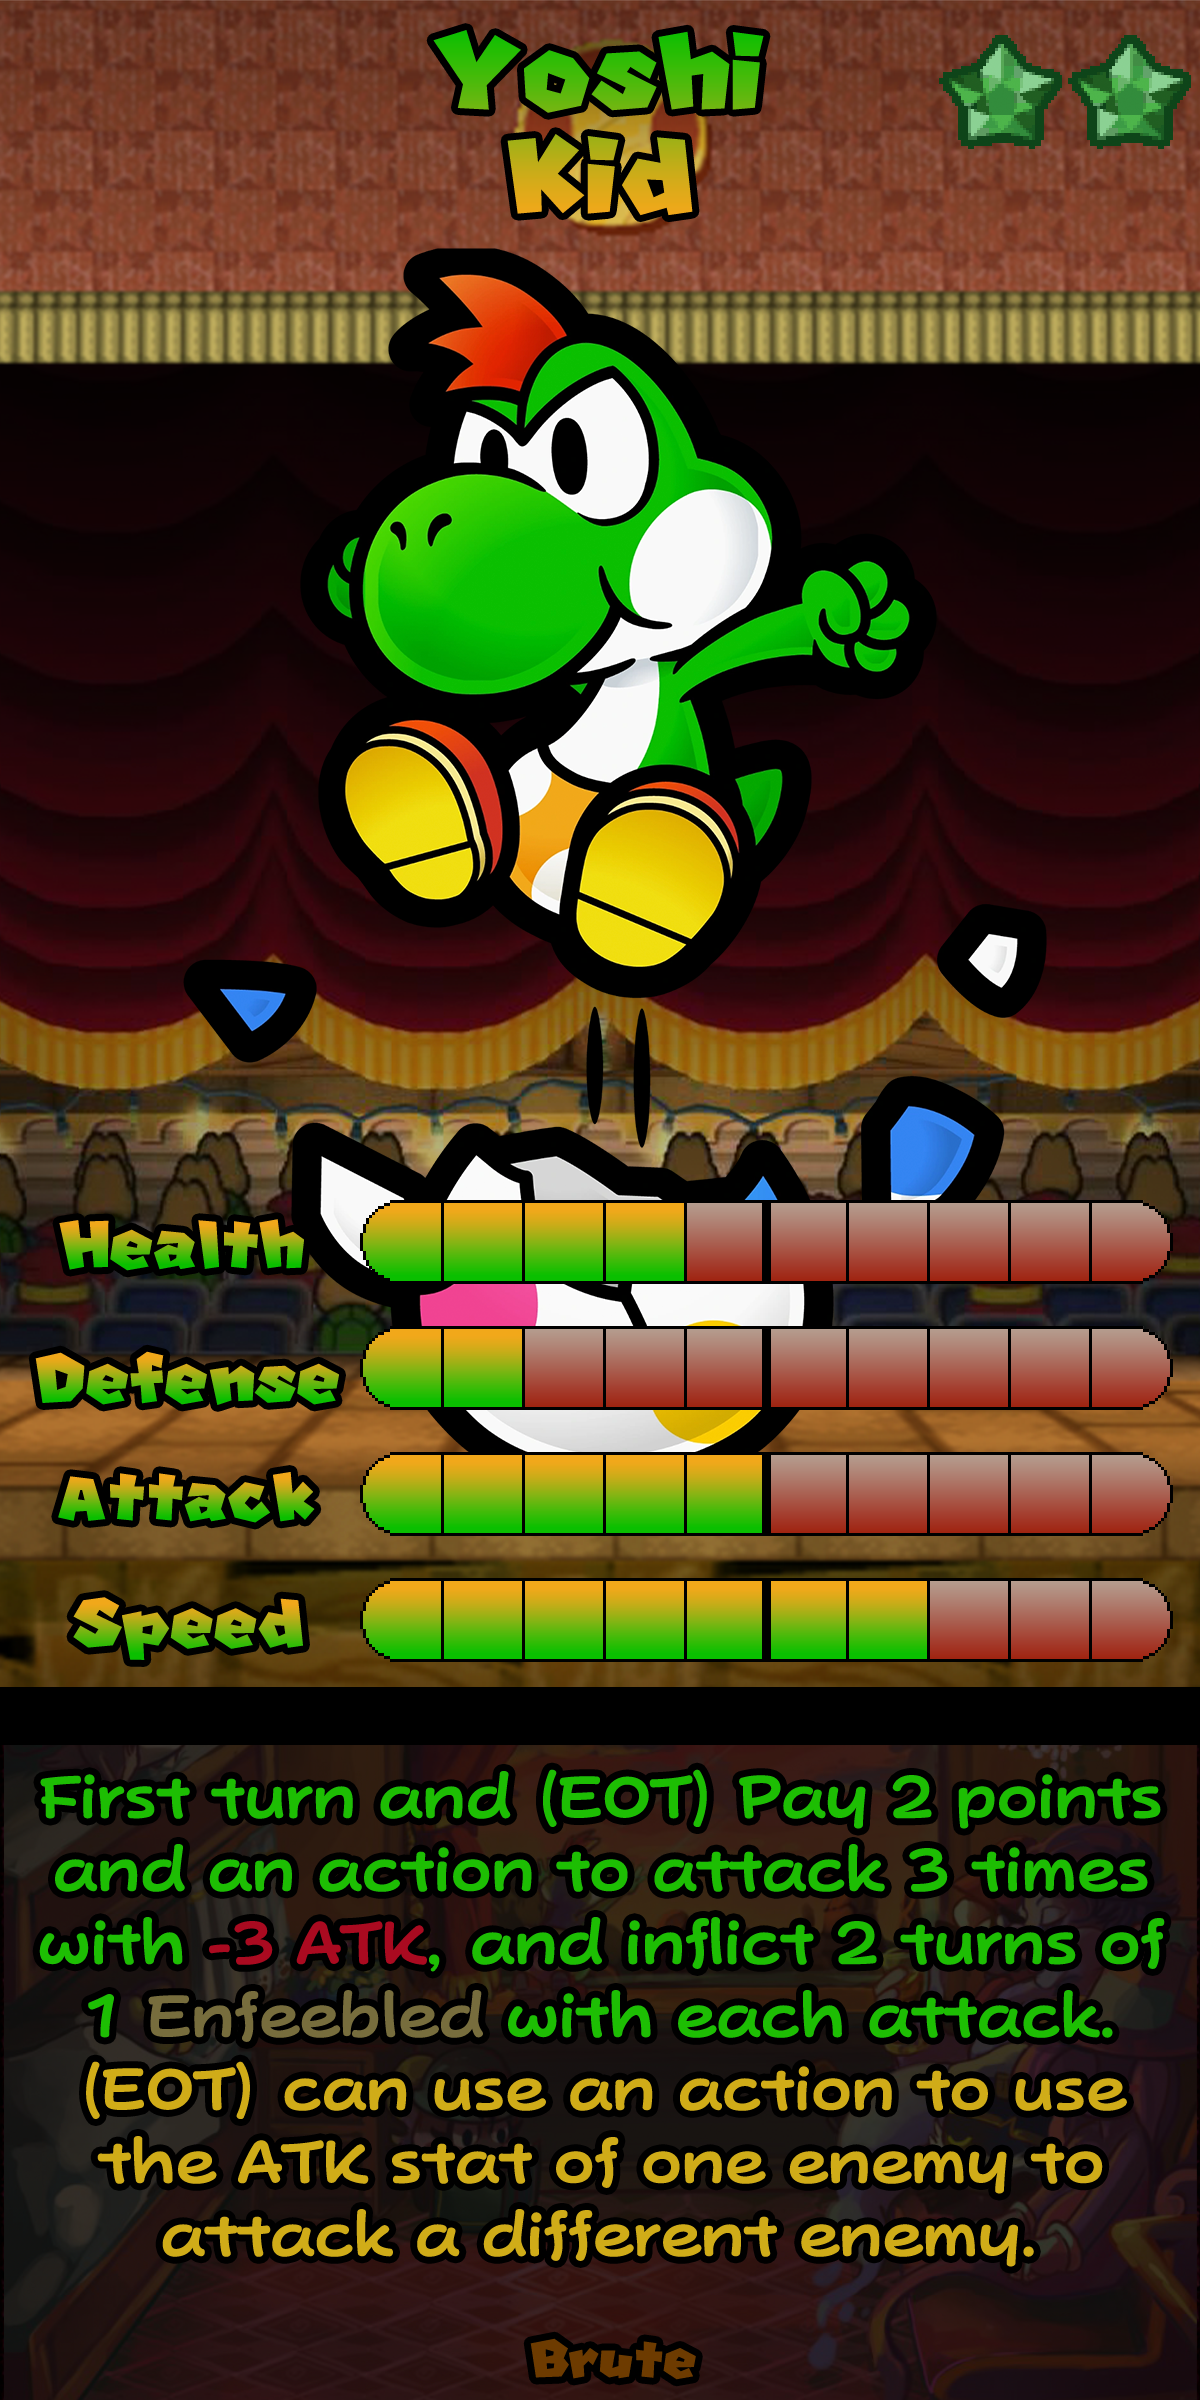 Yoshi
Kid
Health
Defense
Attack
Speed
First turn and (EOT) Pay 2 points
and an action to attack 3 times
with -3 ATK, and inflict 2 turns of
1 Enfeebled with each attack.
(EOT) can use an action to use
the ATK stat of one enemy to
attack a different enemy.
Brute